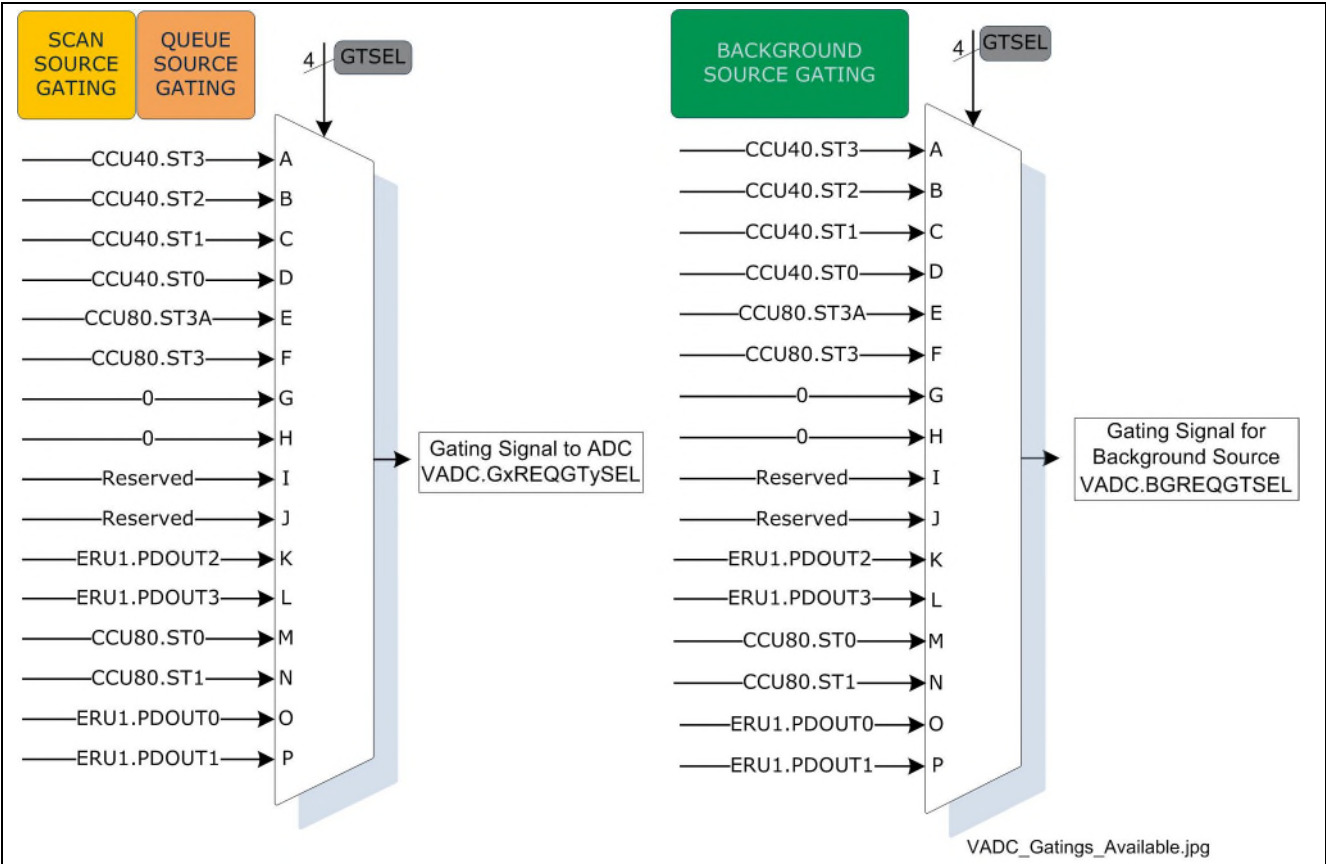 SCAN
SOURCE
GATING
QUEUE
SOURCE
GATING
4
GTSEL
CCU40.ST3 A
CCU40.ST2 B
CCU40.ST1 C
CCU40.ST0 D
CCU80.ST3A E
CCU80.ST3 F
0 G
0 H
Reserved I
Reserved J
ERU1.PDOUT2 K
ERU1.PDOUT3 L
CCU80.ST0 M
CCU80.ST1 N
ERU1.PDOUT0 O
ERU1.PDOUT1 P
Gating Signal to ADC
VADC.GxREQGTySEL
BACKGROUND
SOURCE GATING
4
GTSEL
CCU40.ST3 A
CCU40.ST2 B
CCU40.ST1 C
CCU40.ST0 D
CCU80.ST3A E
CCU80.ST3 F
0 G
0 H
Reserved I
Reserved J
ERU1.PDOUT2 K
ERU1.PDOUT3 L
CCU80.ST0 M
CCU80.ST1 N
ERU1.PDOUT0 O
ERU1.PDOUT1 P
Gating Signal for
Background Source
VADC.BGREQGTSEL
VADC_Gatings_Available.jpg